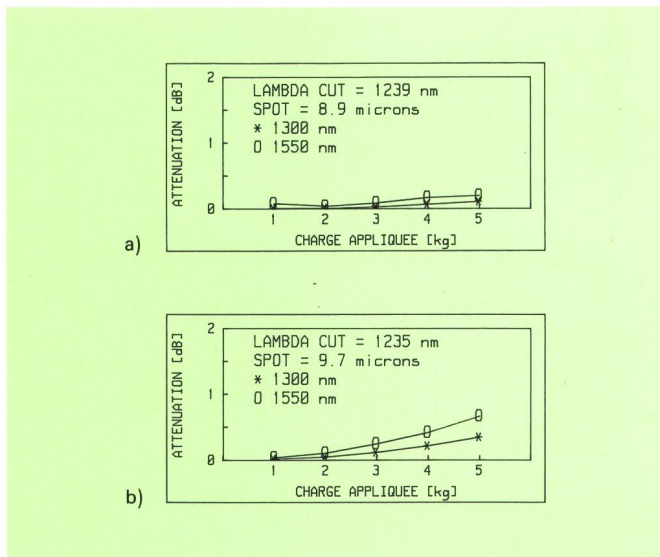 2
LAMBDA CUT = 1239 nm
SPOT = 8.9 microns
* 1300 nm
O 1550 nm
1
0
ATTENUATION [dB]
1 2 3 4 5
CHARGE APPLIQUEE [kg]
a)
2
LAMBDA CUT = 1235 nm
SPOT = 9.7 microns
* 1300 nm
O 1550 nm
1
0
ATTENUATION [dB]
1 2 3 4 5
CHARGE APPLIQUEE [kg]
b)